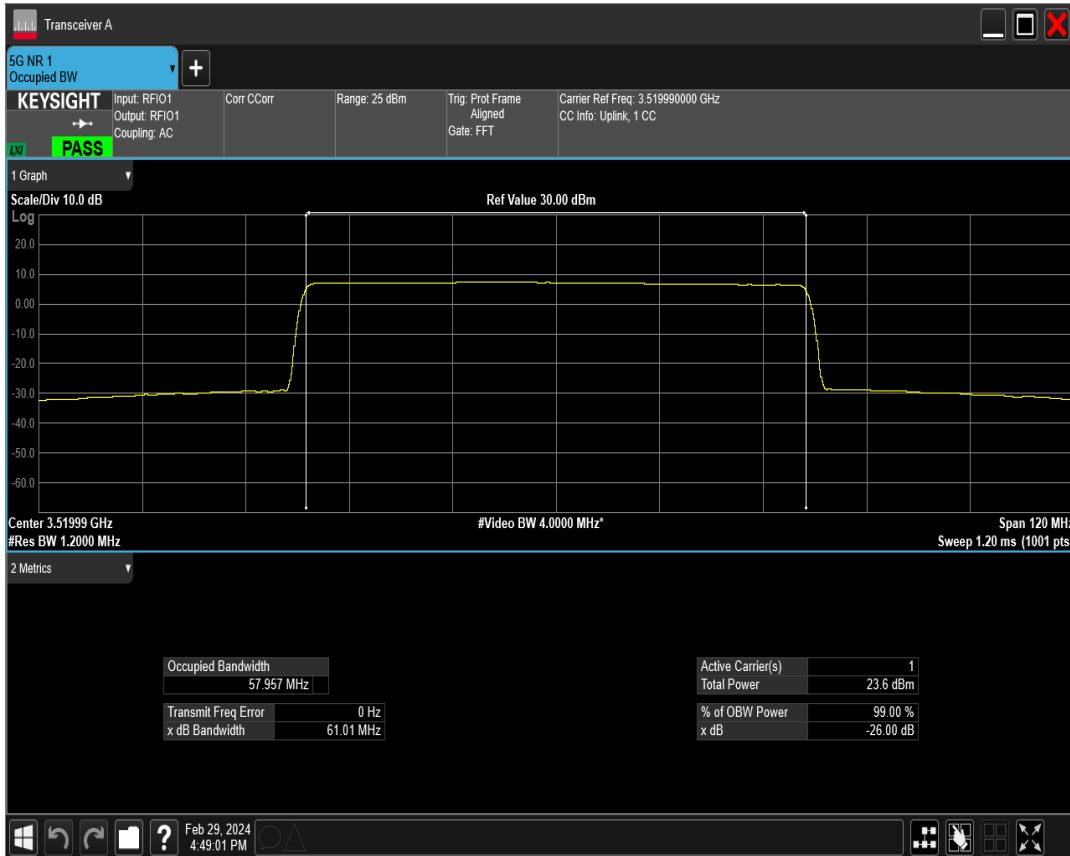 Transceiver A
5G NR 1
Occupied BW
KEYSIGHT
LXI
PASS
Input: RFIO1
Output: RFIO1
Coupling: AC
Corr CCorr
Range: 25 dBm
Trig: Prot Frame
Aligned
Gate: FFT
Carrier Ref Freq: 3.519990000 GHz
CC Info: Uplink, 1 CC
1 Graph
Scale/Div 10.0 dB
Ref Value 30.00 dBm
Log
20.0
10.0
0.00
-10.0
-20.0
-30.0
-40.0
-50.0
-60.0
Center 3.51999 GHz
#Video BW 4.0000 MHz*
Span 120 MHz
#Res BW 1.2000 MHz
Sweep 1.20 ms (1001 pts
2 Metrics
Occupied Bandwidth
57.957 MHz
Transmit Freq Error 0 Hz
x dB Bandwidth 61.01 MHz
Active Carrier(s) 1
Total Power 23.6 dBm
% of OBW Power 99.00 %
x dB -26.00 dB
?
Feb 29, 2024
4:49:01 PM